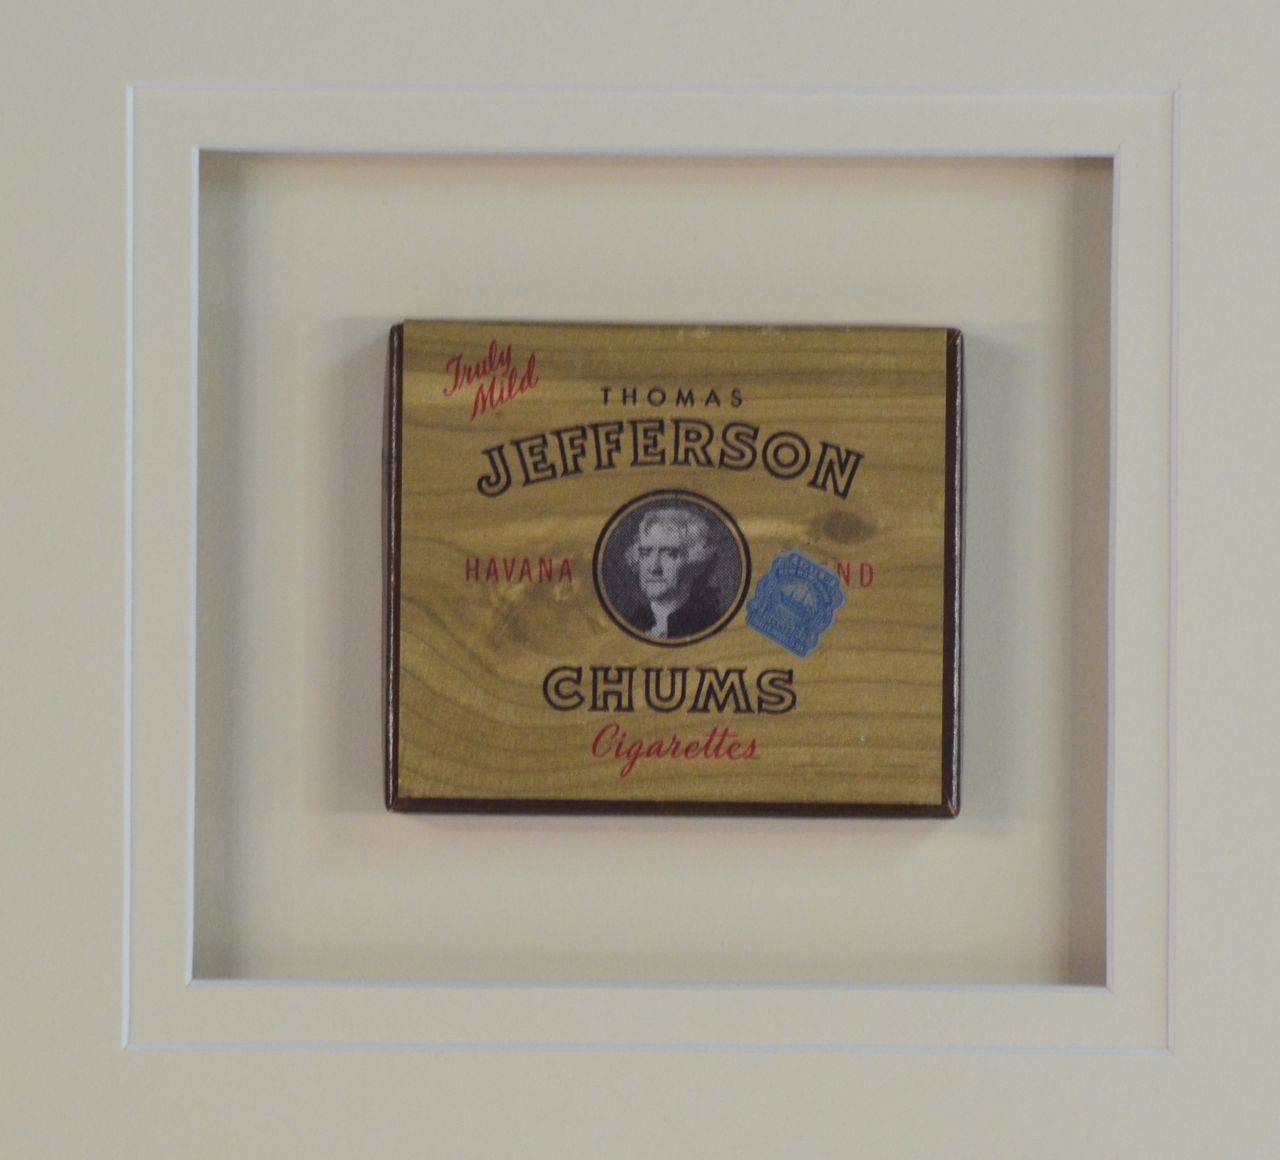 Truly
Mild
THOMAS
JEFFERSON
HAVANA ND
CHUMS
Cigarettes